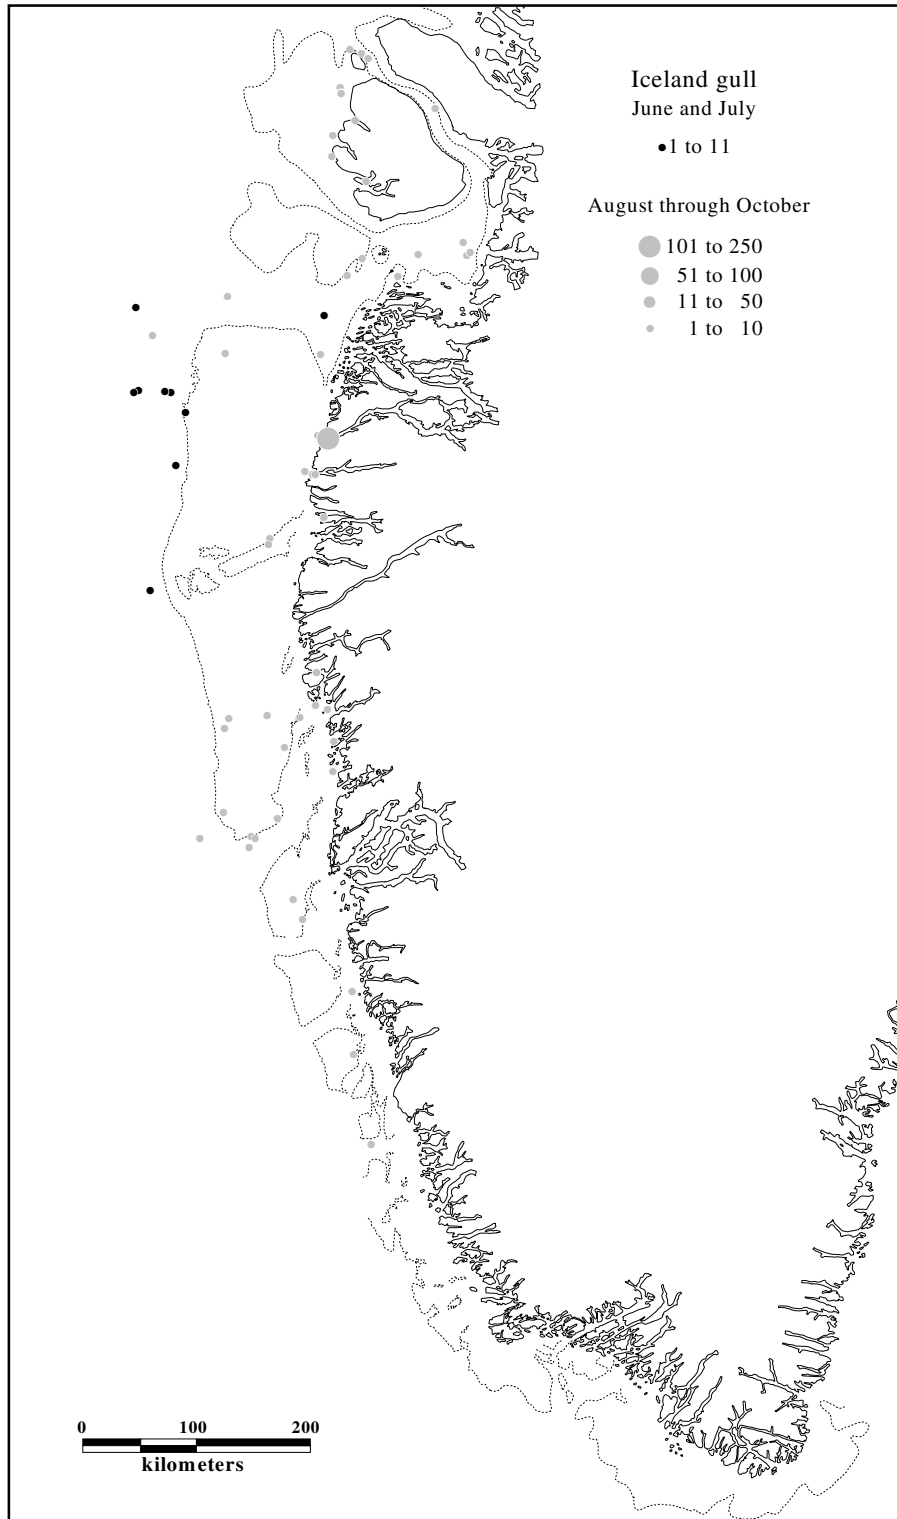 Iceland gull
June and July
1 to 11
August through October
101 to 250
51 to 100
11 to 50
1 to 10
0 100 200
kilometers